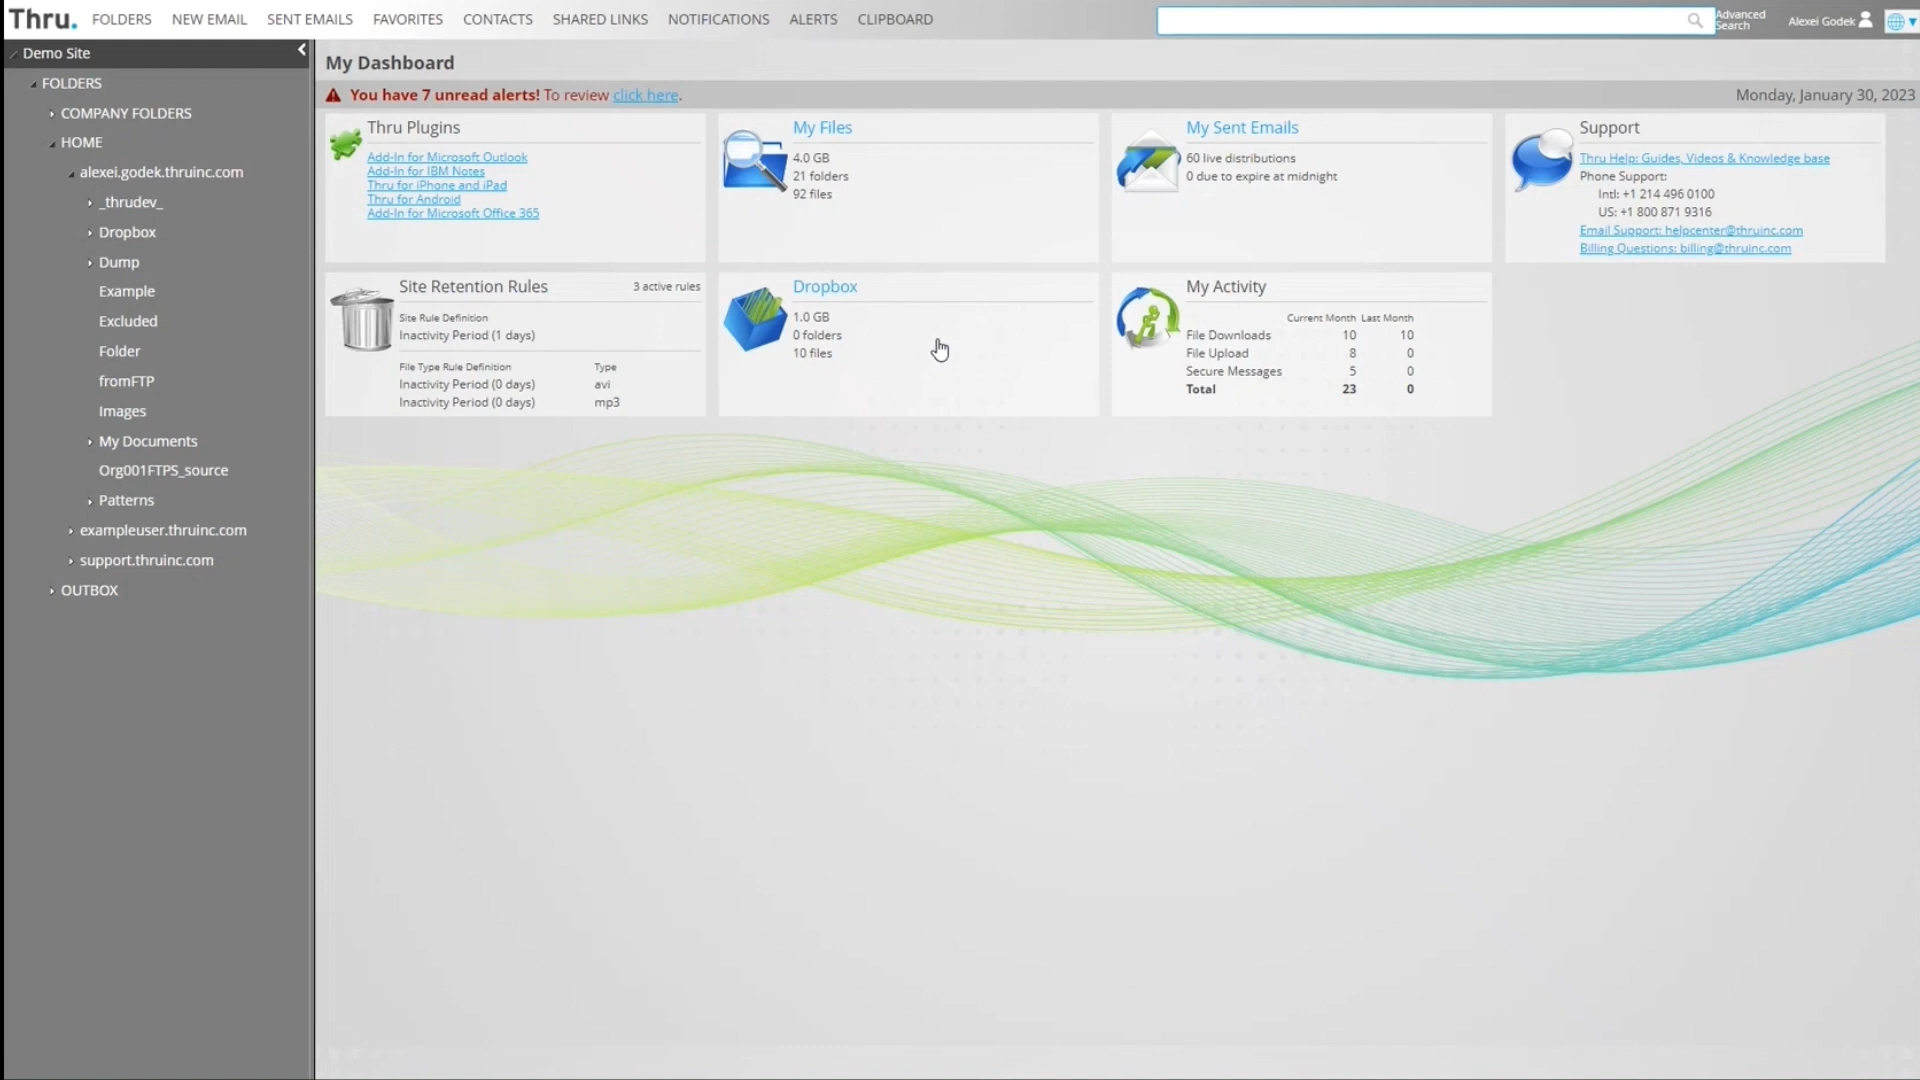 Thru. FOLDERS NEW EMAIL SENT EMAILS FAVORITES CONTACTS SHARED LINKS NOTIFICATIONS ALERTS CLIPBOARD
Advanced Search
Alexei Godek
Demo Site
FOLDERS
COMPANY FOLDERS
HOME
alexei.godek.thruinc.com
_thrudev_
Dropbox
Dump
Example
Excluded
Folder
fromFTP
Images
My Documents
Org001FTPS_source
Patterns
exampleuser.thruinc.com
support.thruinc.com
OUTBOX
My Dashboard
You have 7 unread alerts! To review click here.
Monday, January 30, 2023
Thru Plugins
Add-In for Microsoft Outlook
Add-In for IBM Notes
Thru for iPhone and iPad
Thru for Android
Add-In for Microsoft Office 365
My Files
4.0 GB
21 folders
92 files
My Sent Emails
60 live distributions
0 due to expire at midnight
Support
Thru Help: Guides, Videos & Knowledge base
Phone Support:
Intl: +1 214 496 0100
US: +1 800 871 9316
Email Support: helpcenter@thruinc.com
Billing Questions: billing@thruinc.com
Site Retention Rules 3 active rules
Site Rule Definition
Inactivity Period (1 days)
File Type Rule Definition Type
Inactivity Period (0 days) avi
Inactivity Period (0 days) mp3
Dropbox
1.0 GB
0 folders
10 files
My Activity
Current Month Last Month
File Downloads 10 10
File Upload 8 0
Secure Messages 5 0
Total 23 0